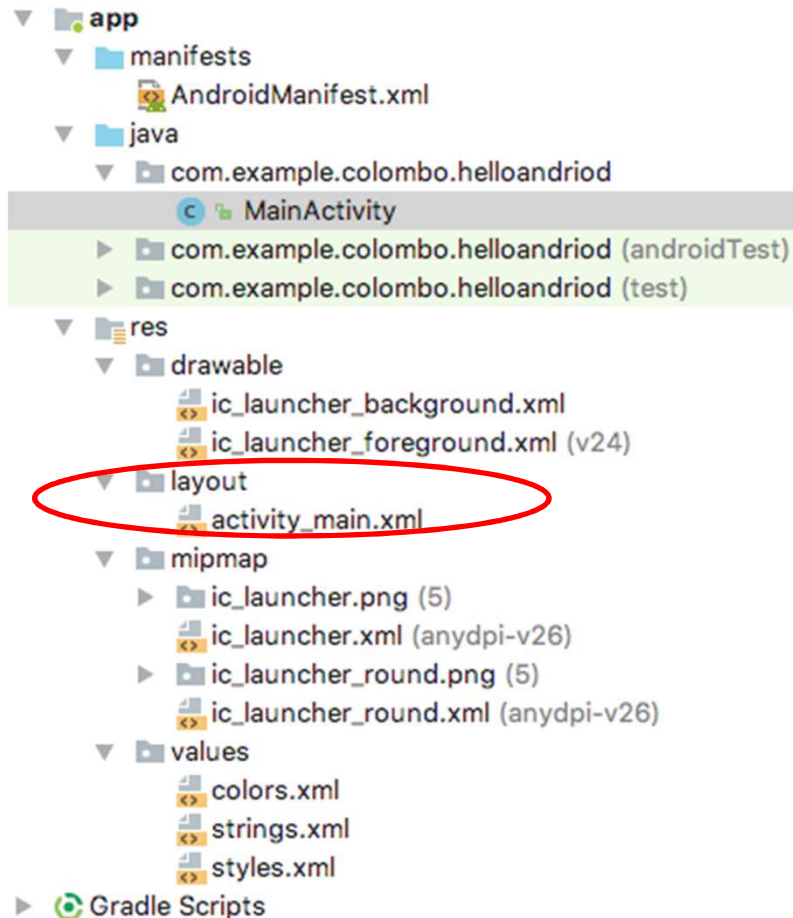 app
manifests
AndroidManifest.xml
java
com.example.colombo.helloandriod
MainActivity
com.example.colombo.helloandriod (androidTest)
com.example.colombo.helloandriod (test)
res
drawable
ic_launcher_background.xml
ic_launcher_foreground.xml (v24)
layout
activity_main.xml
mipmap
ic_launcher.png (5)
ic_launcher.xml (anydpi-v26)
ic_launcher_round.png (5)
ic_launcher_round.xml (anydpi-v26)
values
colors.xml
strings.xml
styles.xml
Gradle Scripts